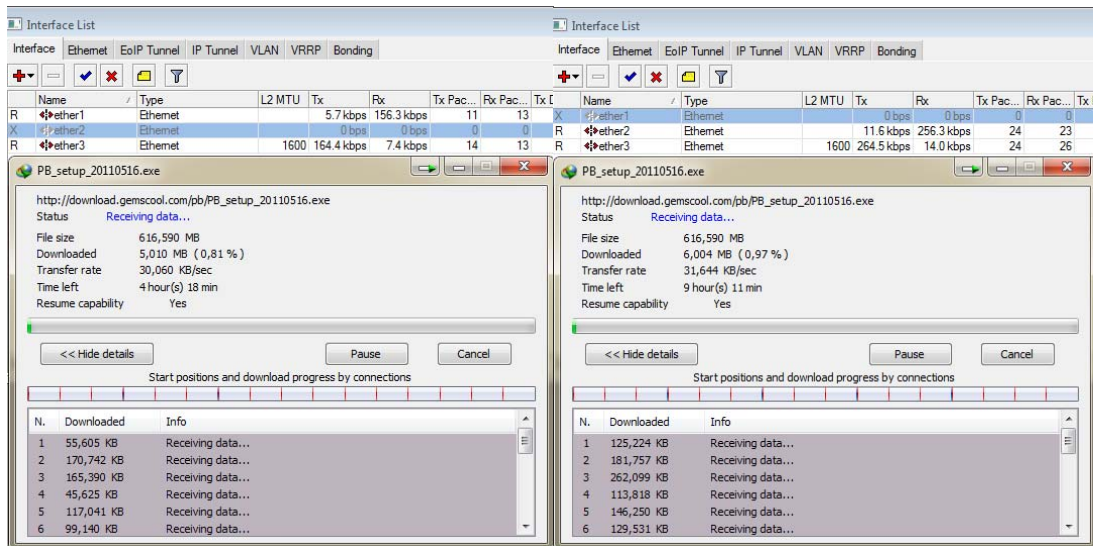 Interface List
Interface Ethernet EoIP Tunnel IP Tunnel VLAN VRRP Bonding
Name / Type L2 MTU Tx Rx Tx Pac... Rx Pac... Tx D
R ether1 Ethernet 5.7 kbps 156.3 kbps 11 13
X ether2 Ethernet 0 bps 0 bps 0 0
R ether3 Ethernet 1600 164.4 kbps 7.4 kbps 14 13
PB_setup_20110516.exe
http://download.gemscool.com/pb/PB_setup_20110516.exe
Status Receiving data...
File size 616,590 MB
Downloaded 5,010 MB ( 0,81 % )
Transfer rate 30,060 KB/sec
Time left 4 hour(s) 18 min
Resume capability Yes
<< Hide details Pause Cancel
Start positions and download progress by connections
N. Downloaded Info
1 55,605 KB Receiving data...
2 170,742 KB Receiving data...
3 165,390 KB Receiving data...
4 45,625 KB Receiving data...
5 117,041 KB Receiving data...
6 99,140 KB Receiving data...
Interface List
Interface Ethernet EoIP Tunnel IP Tunnel VLAN VRRP Bonding
Name / Type L2 MTU Tx Rx Tx Pac... Rx Pac... Tx
X ether1 Ethernet 0 bps 0 bps 0 0
R ether2 Ethernet 11.6 kbps 256.3 kbps 24 23
R ether3 Ethernet 1600 264.5 kbps 14.0 kbps 24 26
PB_setup_20110516.exe
http://download.gemscool.com/pb/PB_setup_20110516.exe
Status Receiving data...
File size 616,590 MB
Downloaded 6,004 MB ( 0,97 % )
Transfer rate 31,644 KB/sec
Time left 9 hour(s) 11 min
Resume capability Yes
<< Hide details Pause Cancel
Start positions and download progress by connections
N. Downloaded Info
1 125,224 KB Receiving data...
2 181,757 KB Receiving data...
3 262,099 KB Receiving data...
4 113,818 KB Receiving data...
5 146,250 KB Receiving data...
6 129,531 KB Receiving data...